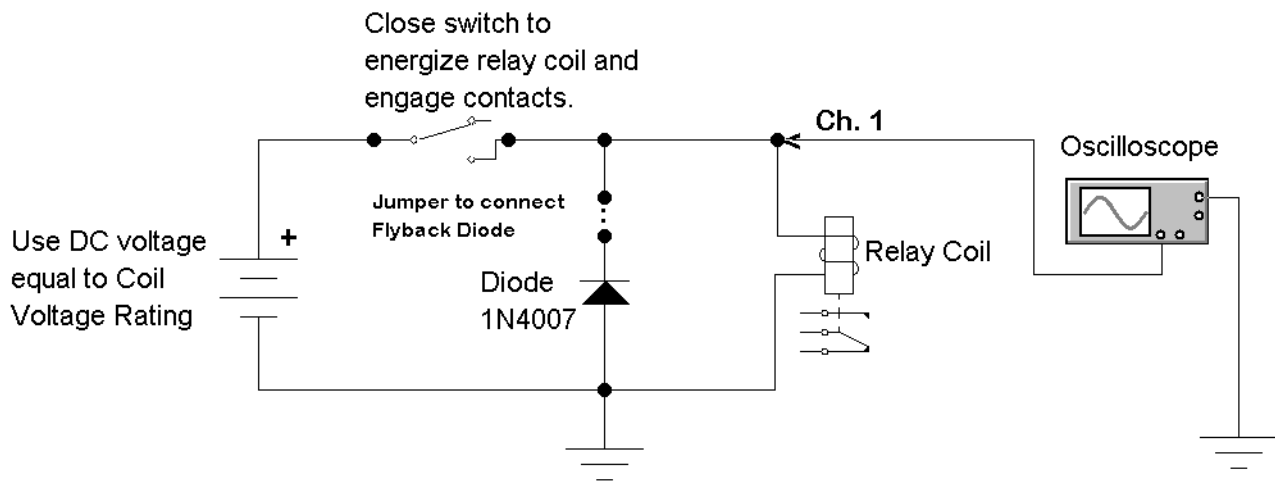 Close switch to
energize relay coil and
engage contacts.
Ch. 1
Oscilloscope
Jumper to connect
Flyback Diode
Use DC voltage
equal to Coil
Voltage Rating
+
Relay Coil
Diode
1N4007